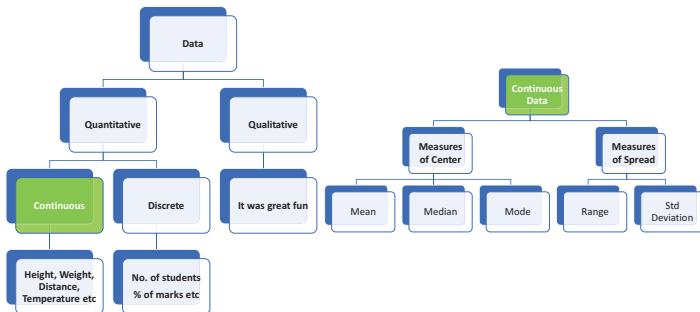 Data
Quantitative
Qualitative
Continuous
Discrete
It was great fun
Height, Weight,
Distance,
Temperature etc
No. of students
% of marks etc
Continuous
Data
Measures
of Center
Measures
of Spread
Mean
Median
Mode
Range
Std
Deviation